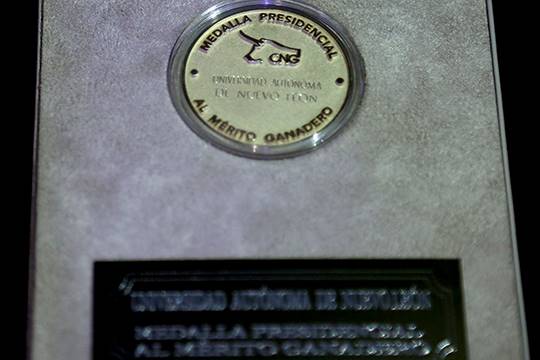 MEDALLA PRESIDENCIAL
CNG
UNIVERSIDAD AUTÓNOMA
DE NUEVO LEÓN
AL MÉRITO GANADERO
UNIVERSIDAD AUTÓNOMA DE NUEVO LEÓN
MEDALLA PRESIDENCIAL
AL MÉRITO GANADERO